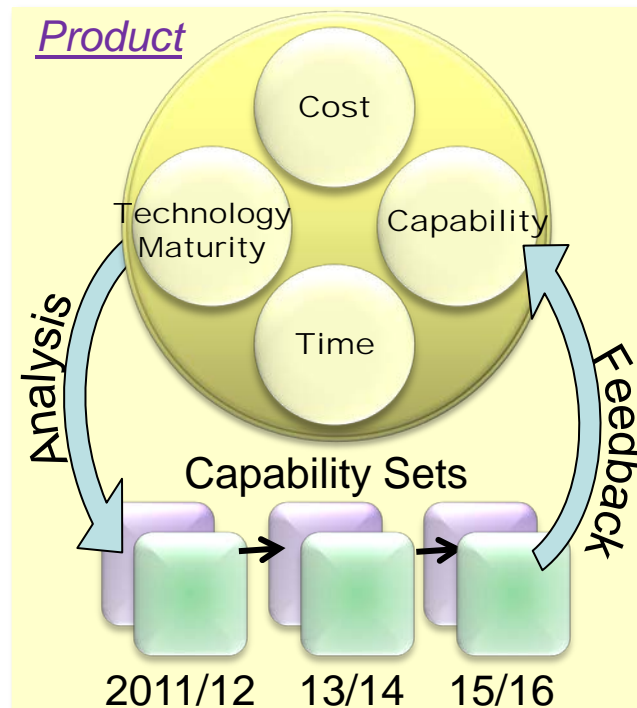 Product
Cost
Technology
Maturity
Capability
Time
Analysis
Feedback
Capability Sets
2011/12
13/14
15/16